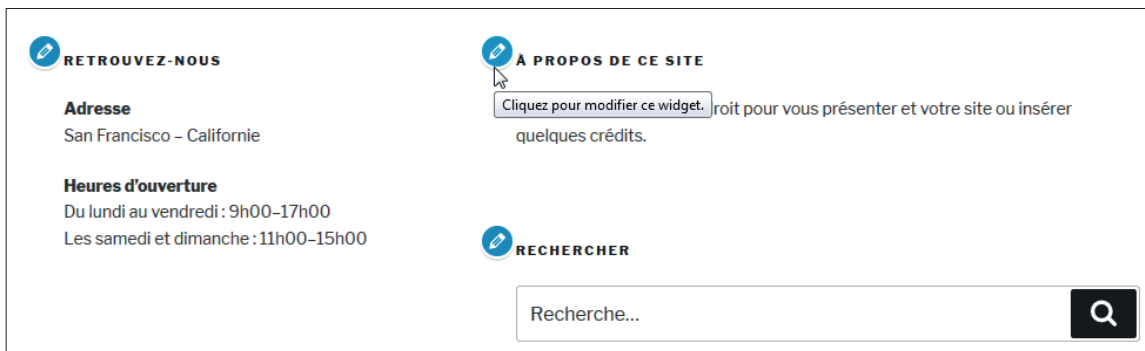 RETROUVEZ-NOUS
Adresse
San Francisco – Californie
Heures d'ouverture
Du lundi au vendredi : 9h00–17h00
Les samedi et dimanche : 11h00–15h00
À PROPOS DE CE SITE
Cliquez pour modifier ce widget.
roit pour vous présenter et votre site ou insérer
quelques crédits.
RECHERCHER
Recherche...